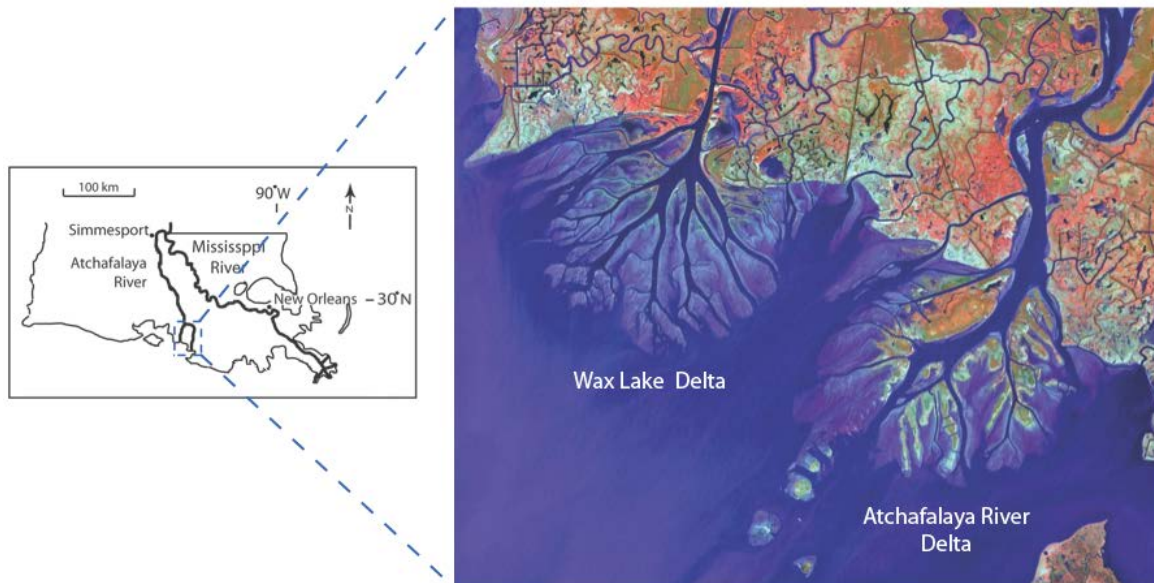 100 km
90°W
N
Simmesport
Mississppi
River
Atchafalaya
River
New Orleans
30°N
Wax Lake Delta
Atchafalaya River
Delta